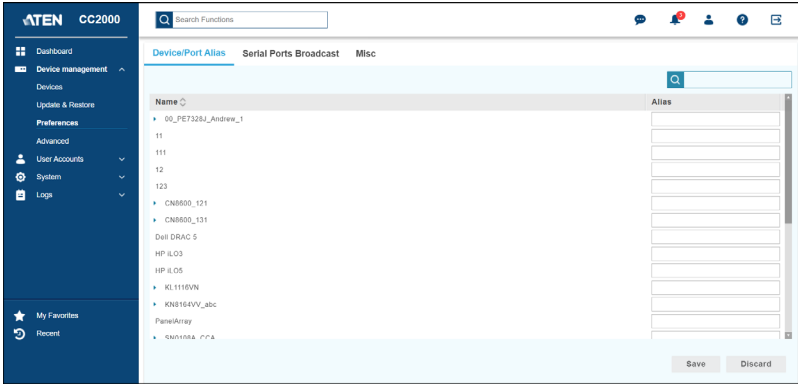 ATEN CC2000
Search Functions
3
Dashboard
Device management
Devices
Update & Restore
Preferences
Advanced
User Accounts
System
Logs
My Favorites
Recent
Device/Port Alias Serial Ports Broadcast Misc
Name Alias
00_PE7328J_Andrew_1
11
111
12
123
CN8600_121
CN8600_131
Dell DRAC 5
HP iLO3
HP iLO5
KL1116VN
KN8164VV_abc
PanelArray
SN0108A_CCA
Save Discard